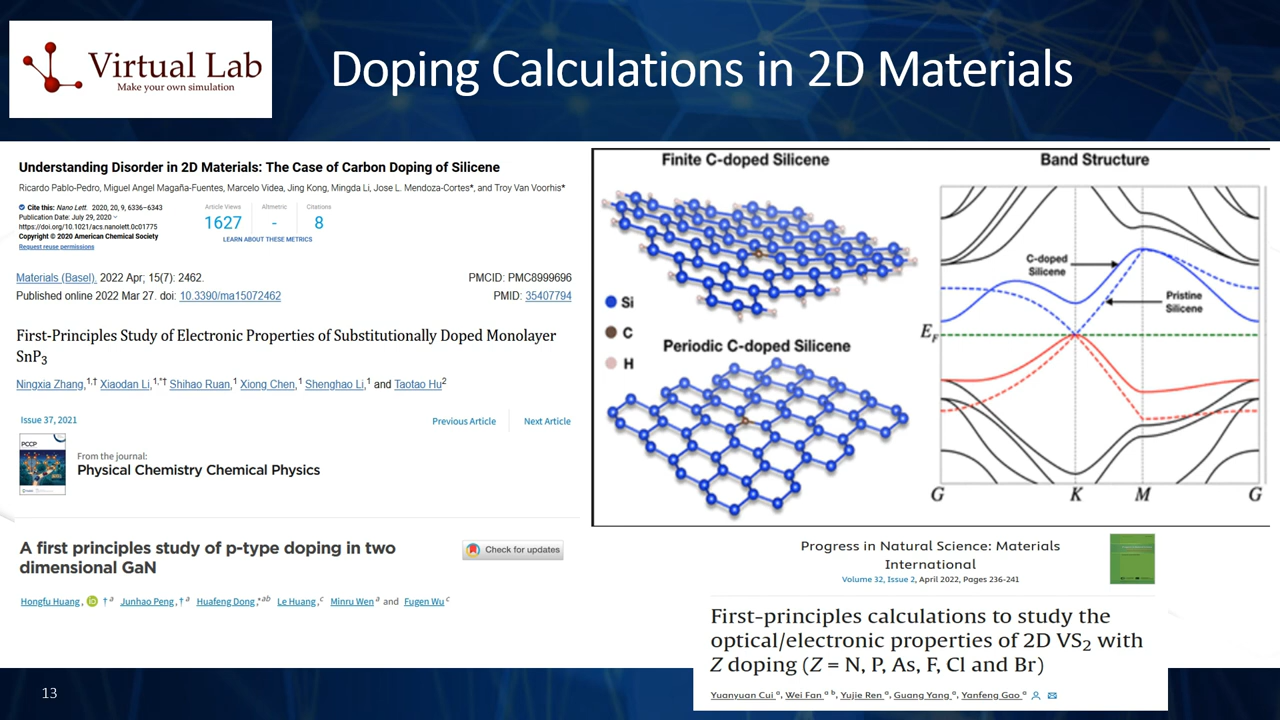 Virtual Lab
Make your own simulation
Doping Calculations in 2D Materials
Understanding Disorder in 2D Materials: The Case of Carbon Doping of Silicene
Ricardo Pablo-Pedro, Miguel Angel Magaña-Fuentes, Marcelo Videa, Jing Kong, Mingda Li, Jose L. Mendoza-Cortes*, and Troy Van Voorhis*
Cite this: Nano Lett. 2020, 20, 9, 6336–6343
Publication Date: July 29, 2020
https://doi.org/10.1021/acs.nanolett.0c01775
Copyright © 2020 American Chemical Society
Request reuse permissions
Article Views
1627
Altmetric
-
Citations
8
LEARN ABOUT THESE METRICS
Materials (Basel). 2022 Apr; 15(7): 2462.
Published online 2022 Mar 27. doi: 10.3390/ma15072462
PMCID: PMC8999696
PMID: 35407794
First-Principles Study of Electronic Properties of Substitutionally Doped Monolayer
SnP3
Ningxia Zhang,1,† Xiaodan Li,1,*† Shihao Ruan,1 Xiong Chen,1 Shenghao Li,1 and Taotao Hu2
Issue 37, 2021
Previous Article
Next Article
PCCP
From the journal:
Physical Chemistry Chemical Physics
A first principles study of p-type doping in two
dimensional GaN
Check for updates
Hongfu Huang, †a Junhao Peng,†a Huafeng Dong,*ab Le Huang,c Minru Wen a and Fugen Wu c
Finite C-doped Silicene
Si
C
H
Periodic C-doped Silicene
Band Structure
C-doped
Silicene
Pristine
Silicene
EF
G
K
M
G
Progress in Natural Science: Materials
International
Volume 32, Issue 2, April 2022, Pages 236-241
First-principles calculations to study the
optical/electronic properties of 2D VS2 with
Z doping (Z = N, P, As, F, Cl and Br)
Yuanyuan Cui a, Wei Fan a b, Yujie Ren a, Guang Yang a, Yanfeng Gao a
13